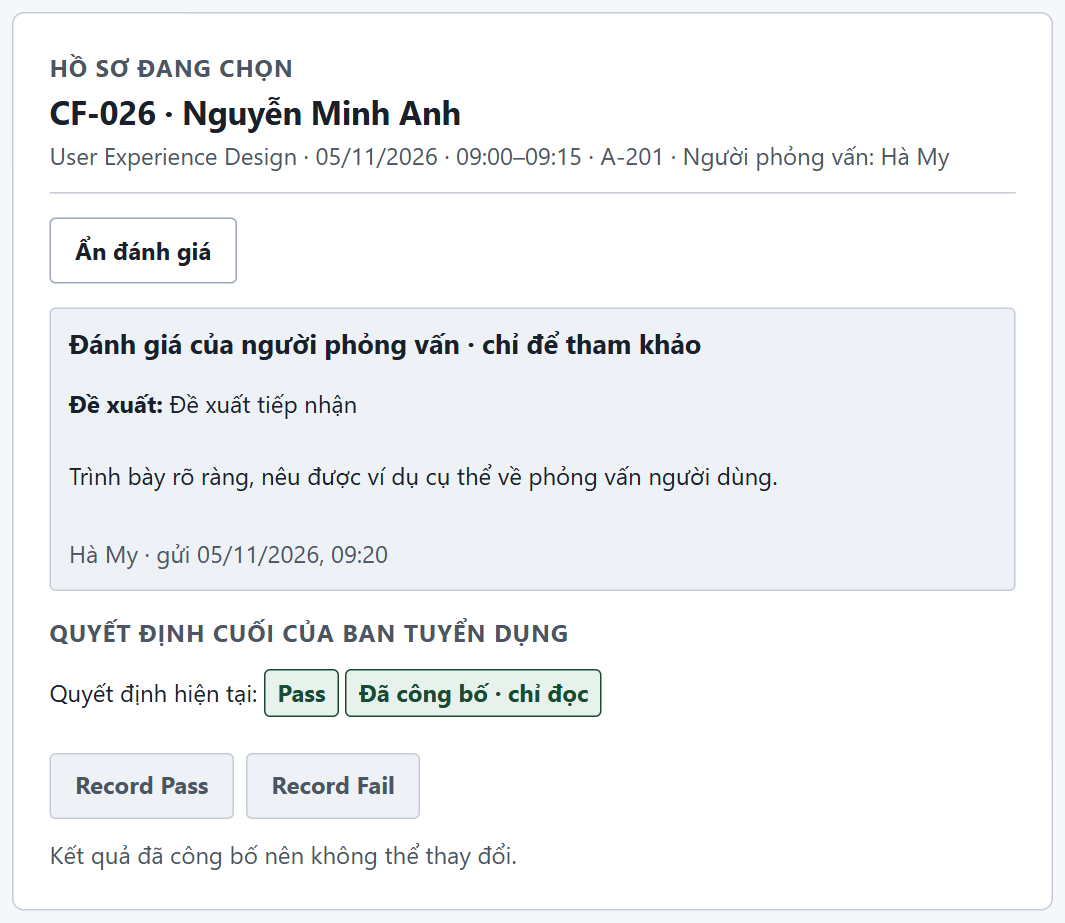 HỒ SƠ ĐANG CHỌN
CF-026 · Nguyễn Minh Anh
User Experience Design · 05/11/2026 · 09:00–09:15 · A-201 · Người phỏng vấn: Hà My
Ẩn đánh giá
Đánh giá của người phỏng vấn · chỉ để tham khảo
Đề xuất: Đề xuất tiếp nhận
Trình bày rõ ràng, nêu được ví dụ cụ thể về phỏng vấn người dùng.
Hà My · gửi 05/11/2026, 09:20
QUYẾT ĐỊNH CUỐI CỦA BAN TUYỂN DỤNG
Quyết định hiện tại: Pass Đã công bố · chỉ đọc
Record Pass Record Fail
Kết quả đã công bố nên không thể thay đổi.